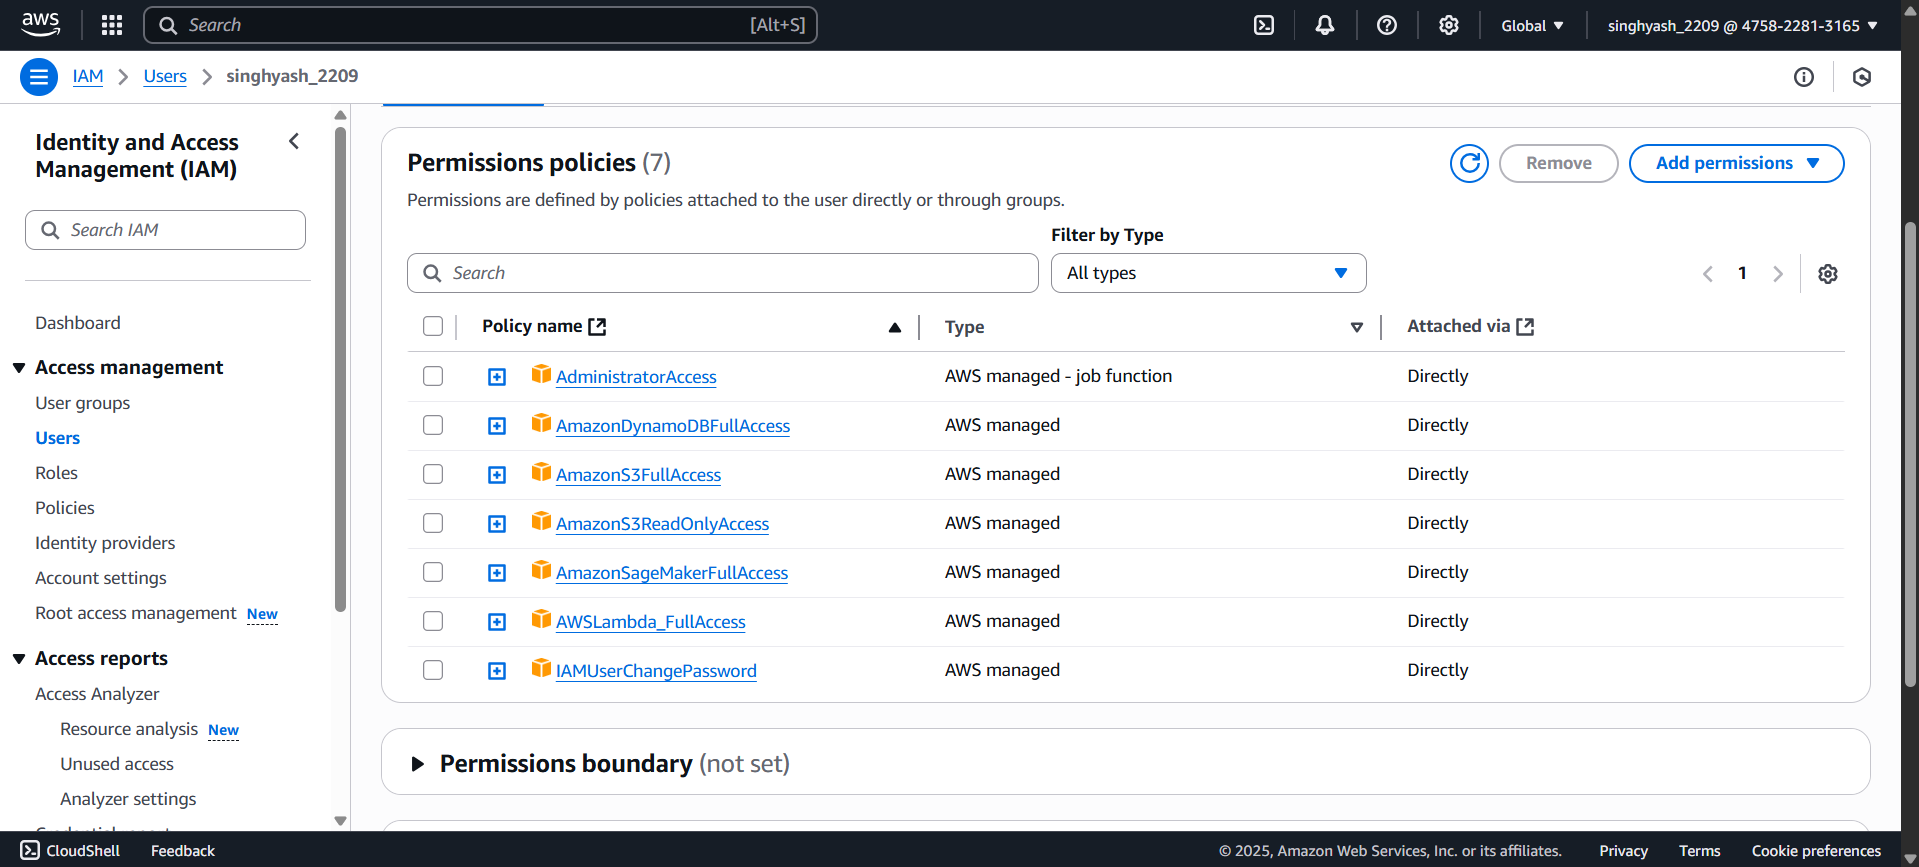 aws
Search [Alt+S]
Global
singhyash_2209 @ 4758-2281-3165
IAM Users singhyash_2209
Identity and Access Management (IAM)
Search IAM
Dashboard
Access management
User groups
Users
Roles
Policies
Identity providers
Account settings
Root access management New
Access reports
Access Analyzer
Resource analysis New
Unused access
Analyzer settings
Permissions policies (7)
Remove
Add permissions
Permissions are defined by policies attached to the user directly or through groups.
Filter by Type
Search
All types
1
Policy name Type Attached via
AdministratorAccess AWS managed - job function Directly
AmazonDynamoDBFullAccess AWS managed Directly
AmazonS3FullAccess AWS managed Directly
AmazonS3ReadOnlyAccess AWS managed Directly
AmazonSageMakerFullAccess AWS managed Directly
AWSLambda_FullAccess AWS managed Directly
IAMUserChangePassword AWS managed Directly
Permissions boundary (not set)
CloudShell Feedback
© 2025, Amazon Web Services, Inc. or its affiliates. Privacy Terms Cookie preferences